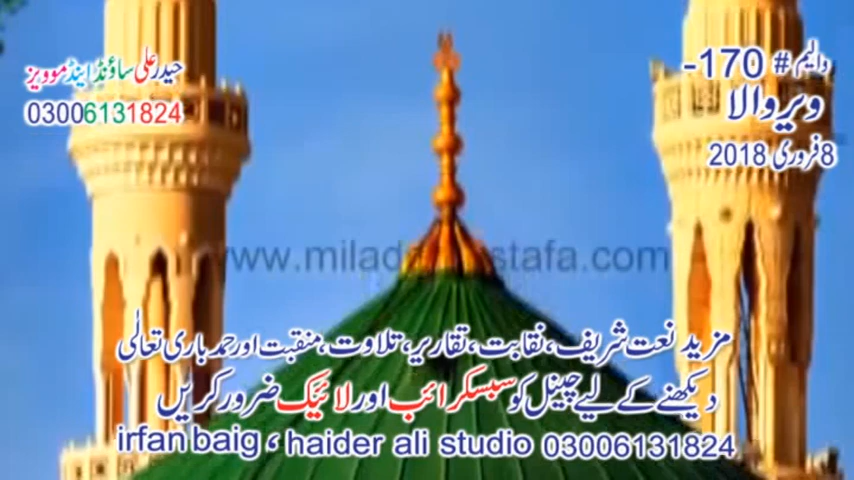 حیدر علی ساؤنڈ اینڈ موویز
03006131824
والیم # 170-
ویروالا
8 فروری 2018
مزید نعت شریف، نقابت، تقاریر، تلاوت، منقبت اور حمد باری تعالٰی
دیکھنے کے لیے چینل کو سبسکرائب اور لائیک ضرور کریں
irfan baig، haider ali studio 03006131824